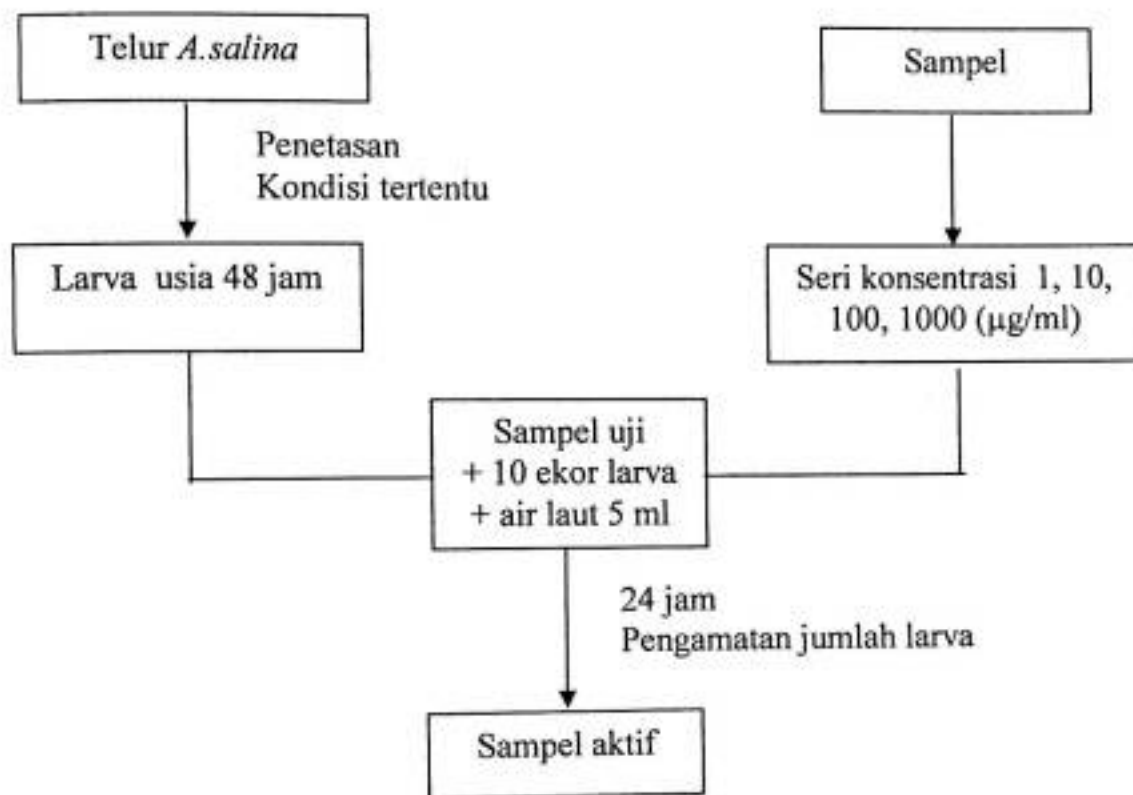 Telur A.salina
Sampel
Penetasan
Kondisi tertentu
Larva usia 48 jam
Seri konsentrasi 1, 10,
100, 1000 (µg/ml)
Sampel uji
+ 10 ekor larva
+ air laut 5 ml
24 jam
Pengamatan jumlah larva
Sampel aktif